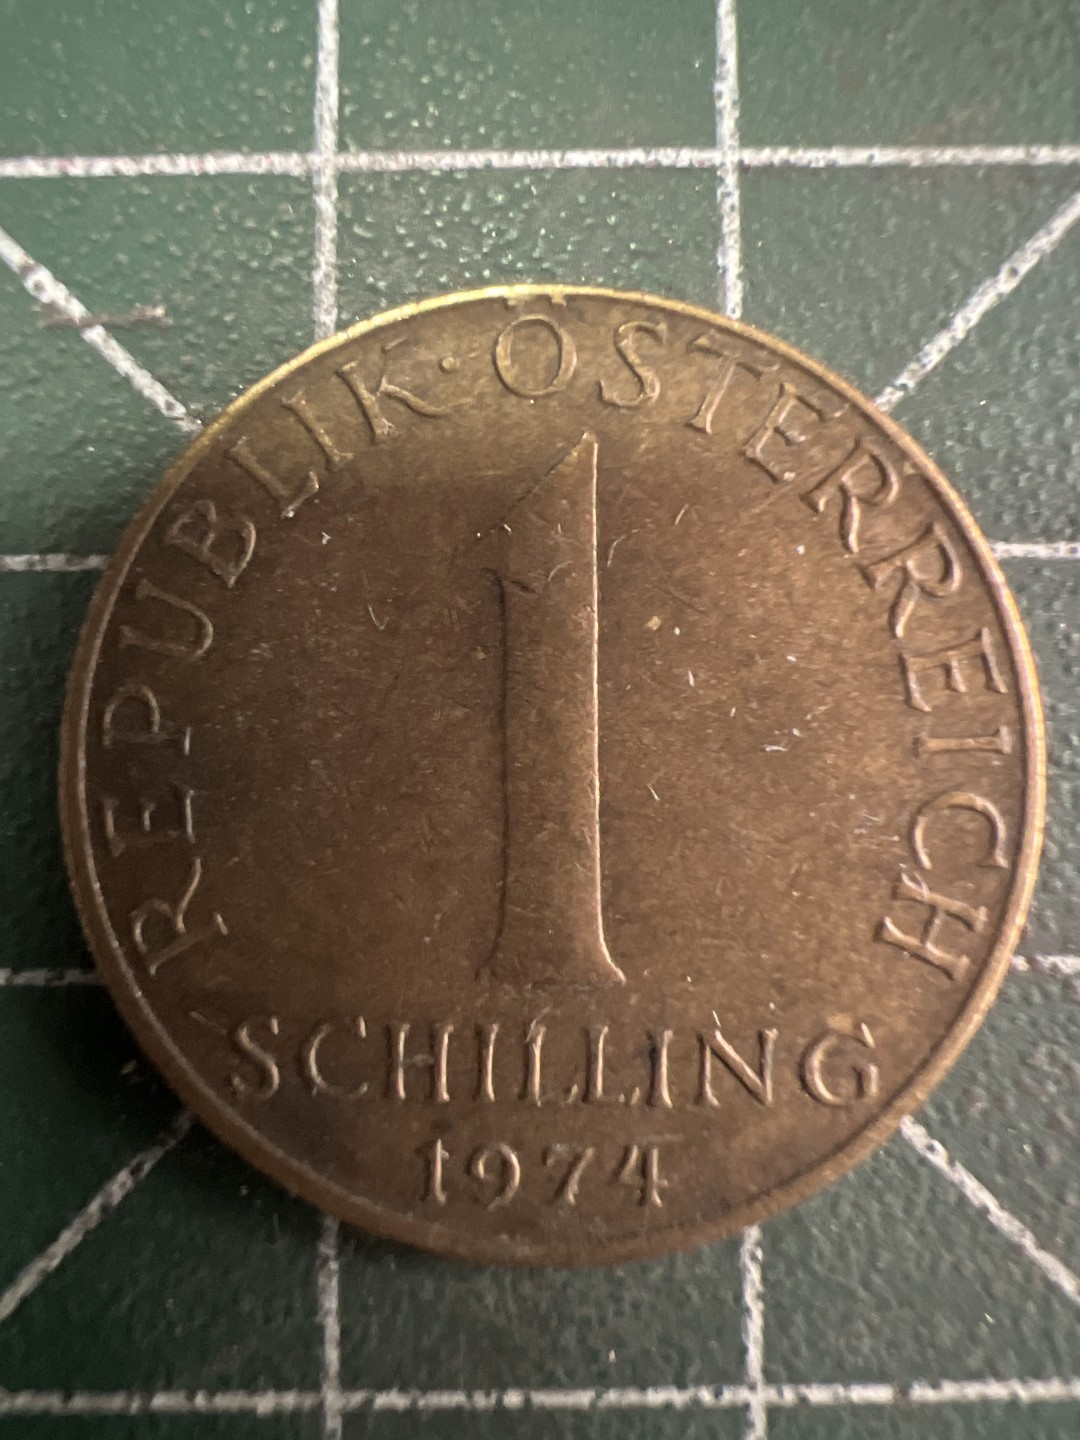 REPUBLIK · ÖSTERREICH
1
SCHILLING
1974